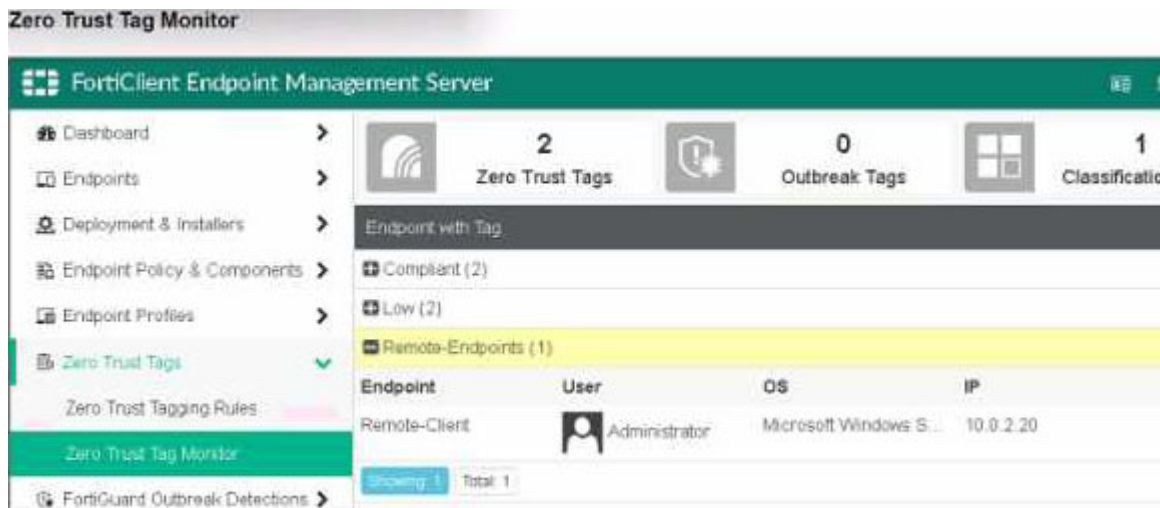 Zero Trust Tag Monitor
FortiClient Endpoint Management Server
Dashboard
Endpoints
Deployment & Installers
Endpoint Policy & Components
Endpoint Profiles
Zero Trust Tags
Zero Trust Tagging Rules
Zero Trust Tag Monitor
FortiGuard Outbreak Detections
2
Zero Trust Tags
0
Outbreak Tags
1
Classificatio
Endpoint with Tag
Compliant (2)
Low (2)
Remote-Endpoints (1)
Endpoint User OS IP
Remote-Client Administrator Microsoft Windows S... 10.0.2.20
Showing: 1 Total: 1